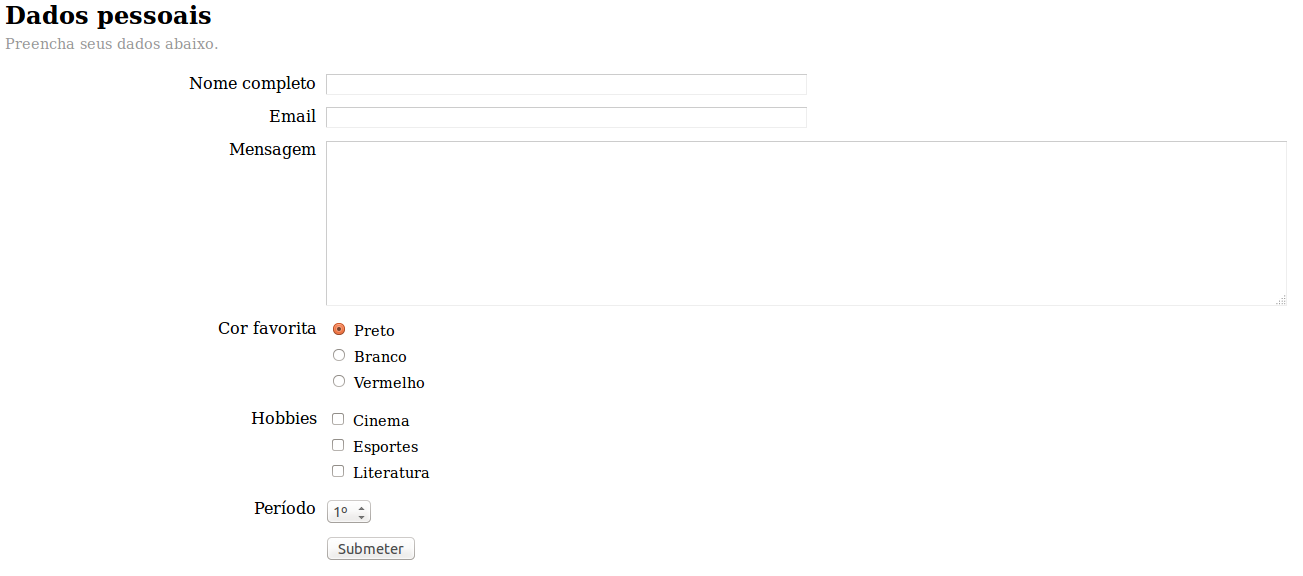 Dados pessoais
Preencha seus dados abaixo.
Nome completo
Email
Mensagem
Cor favorita
Preto
Branco
Vermelho
Hobbies
Cinema
Esportes
Literatura
Período
1º
Submeter